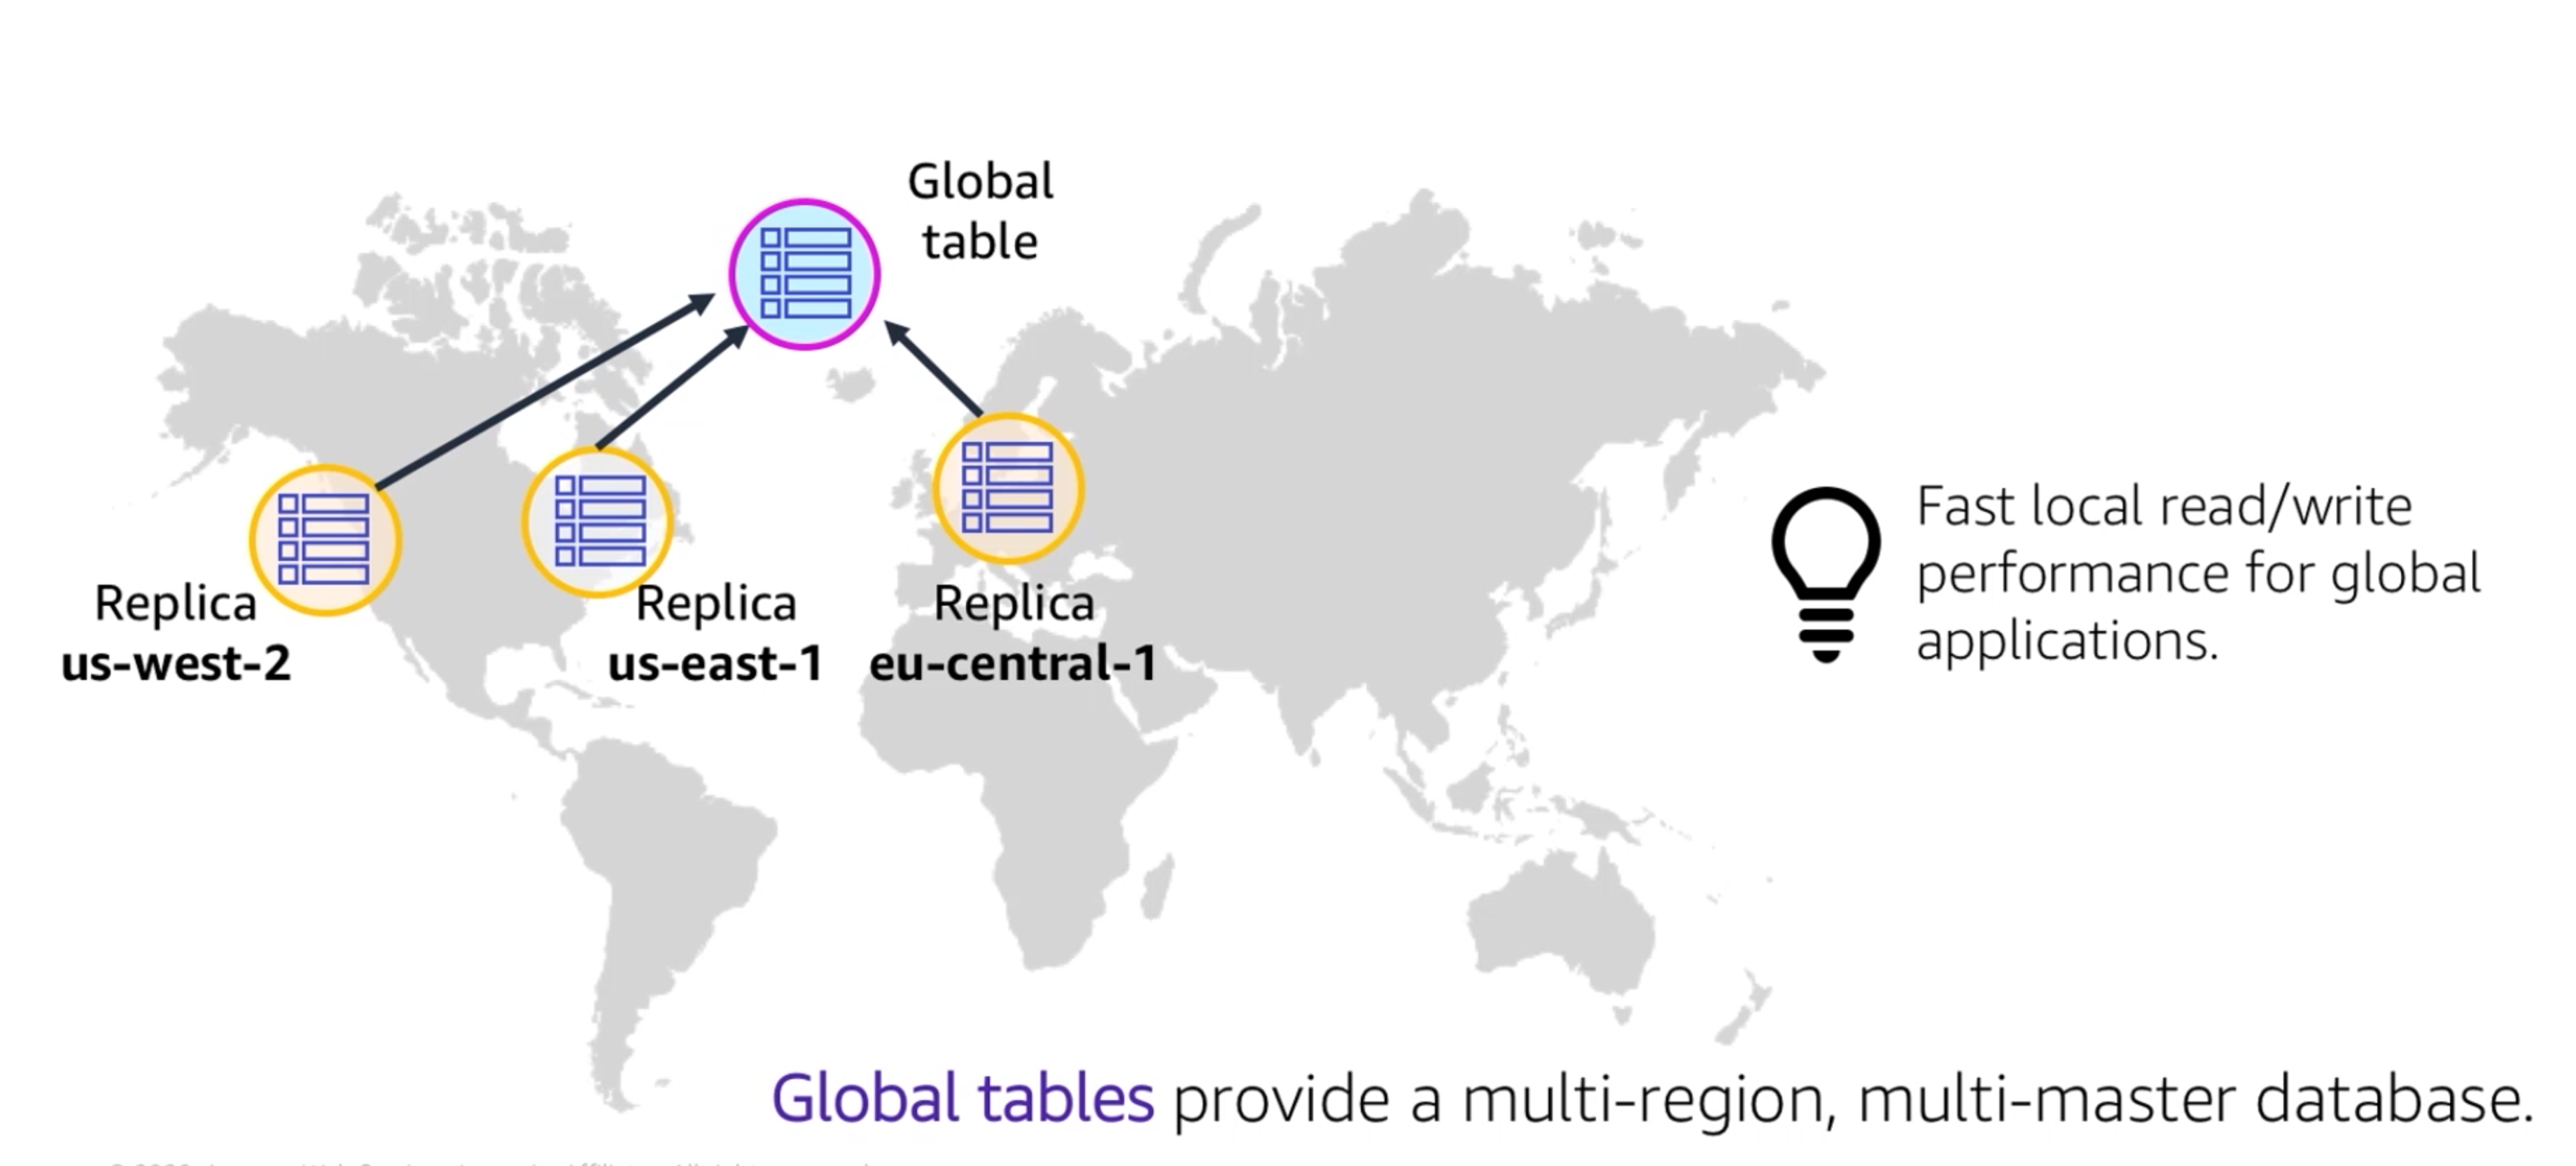 Global
table
Replica
us-west-2
Replica
us-east-1
Replica
eu-central-1
Fast local read/write
performance for global
applications.
Global tables provide a multi-region, multi-master database.